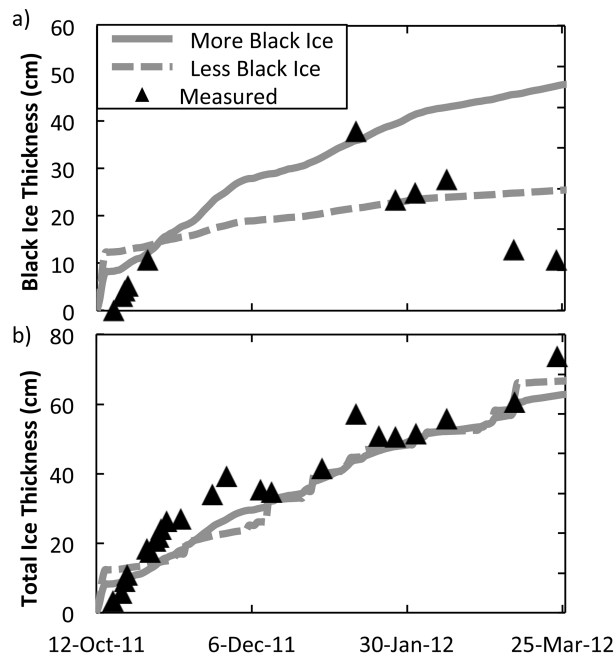 a)
60
40
30
20
10
0
Black Ice Thickness (cm)
More Black Ice
Less Black Ice
Measured
b)
80
60
40
20
0
Total Ice Thickness (cm)
12-Oct-11 6-Dec-11 30-Jan-12 25-Mar-12